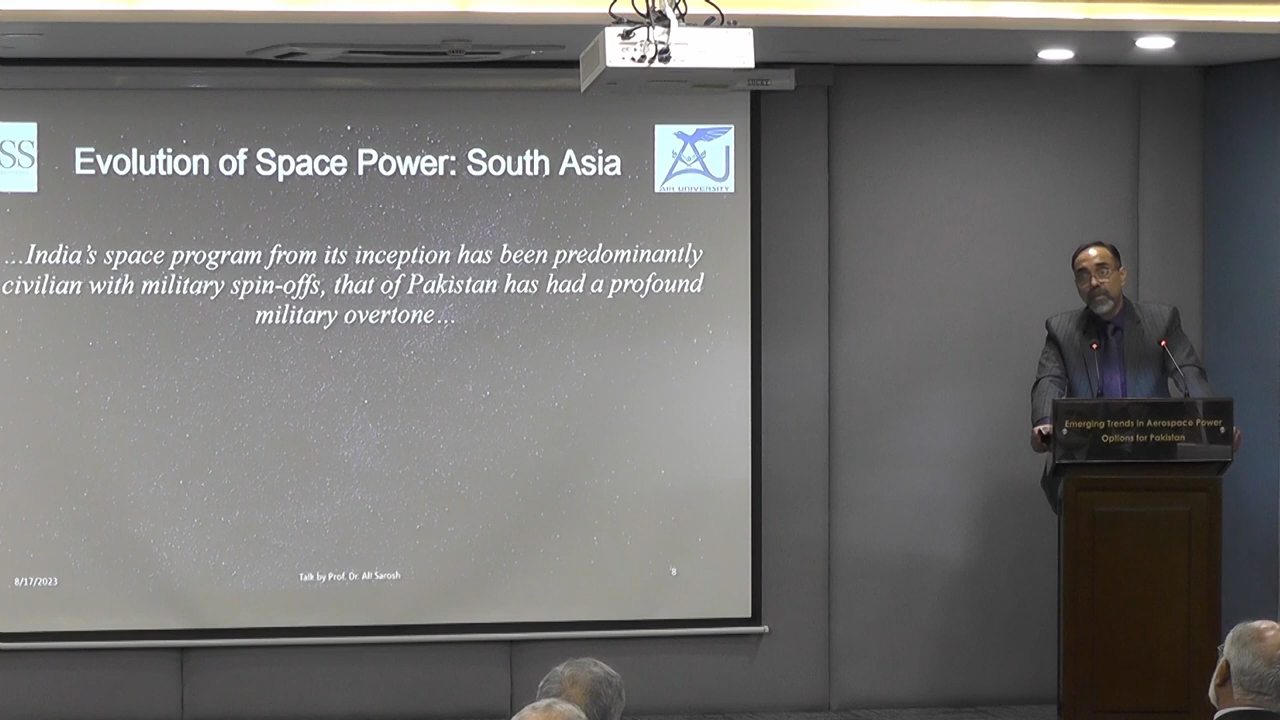 SS
Evolution of Space Power: South Asia
AIR UNIVERSITY
…India's space program from its inception has been predominantly
civilian with military spin-offs, that of Pakistan has had a profound
military overtone…
8/17/2023
Talk by Prof. Dr. Ali Sarosh
8
Emerging Trends in Aerospace Power
Options for Pakistan